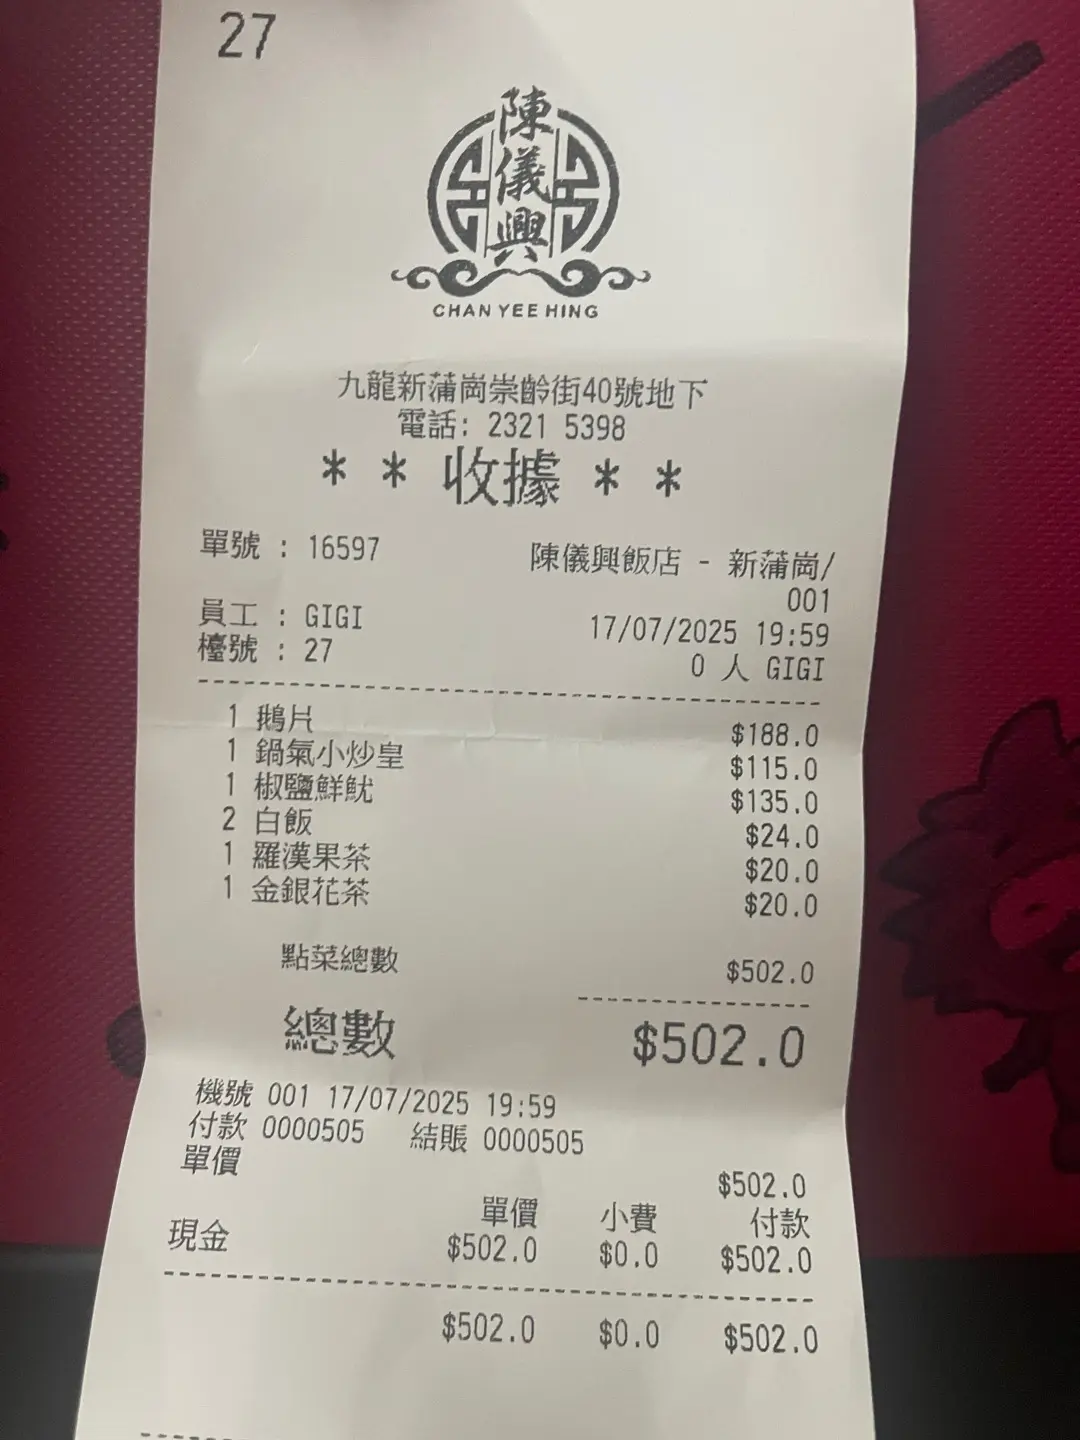 27
陳儀興
CHAN YEE HING
九龍新蒲崗崇齡街40號地下
電話: 2321 5398
* * 收據 * *
單號 : 16597 陳儀興飯店 - 新蒲崗/
001
員工 : GIGI 17/07/2025 19:59
檯號 : 27 0 人 GIGI
1 鵝片 $188.0
1 鍋氣小炒皇 $115.0
1 椒鹽鮮魷 $135.0
2 白飯 $24.0
1 羅漢果茶 $20.0
1 金銀花茶 $20.0
點菜總數 $502.0
總數 $502.0
機號 001 17/07/2025 19:59
付款 0000505 結賬 0000505
單價 $502.0
單價 小費 付款
現金 $502.0 $0.0 $502.0
$502.0 $0.0 $502.0